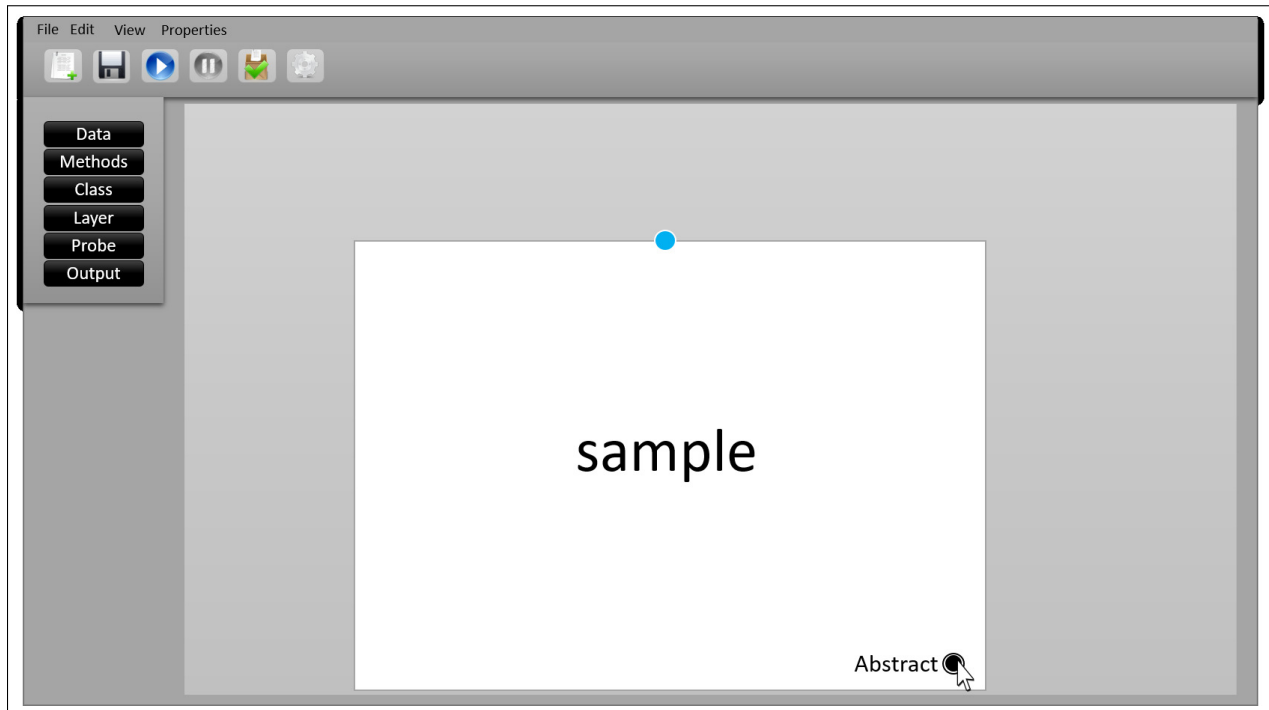 File Edit View Properties
Data
Methods
Class
Layer
Probe
Output
sample
Abstract